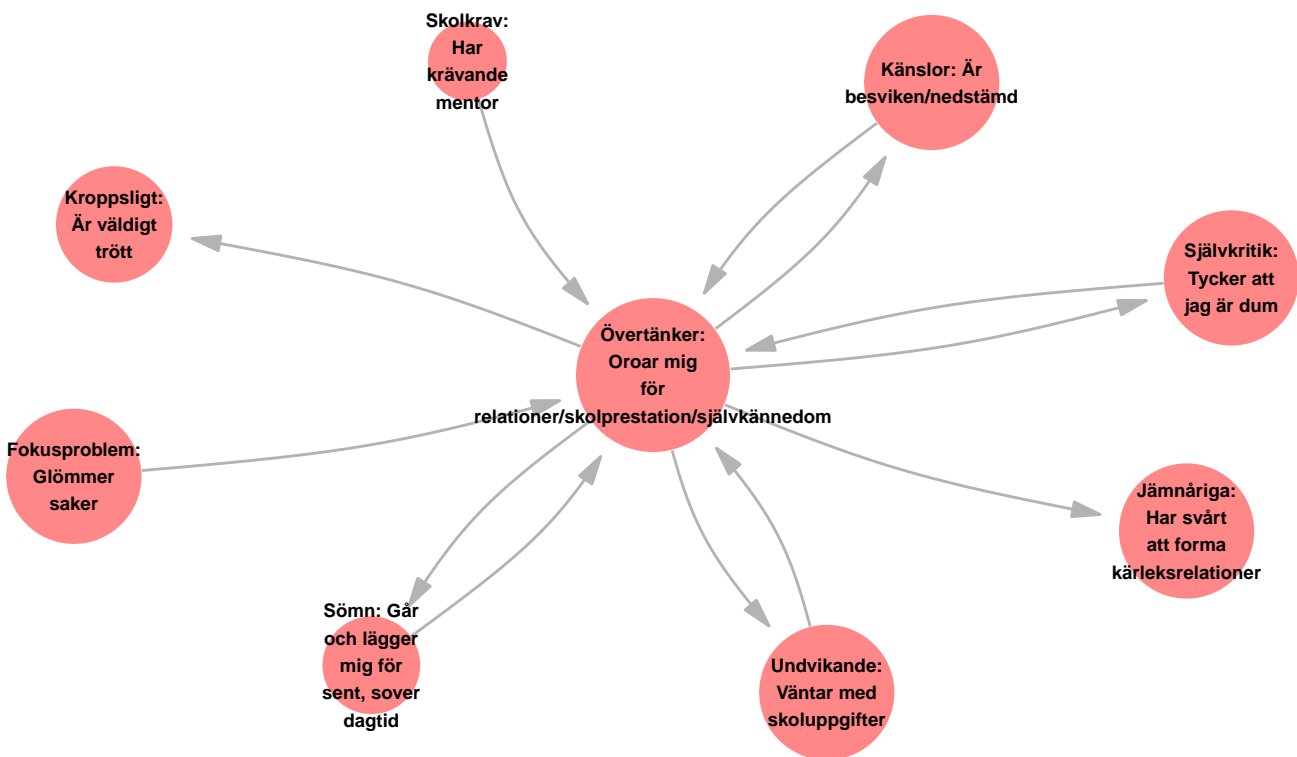 Skolkrav:
Har
krävande
mentor
Känslor: Är
besviken/nedstämd
Kroppsligt:
Är väldigt
trött
Självkritik:
Tycker att
jag är dum
Övertänker:
Oroar mig
för
relationer/skolprestation/självkännedom
Fokusproblem:
Glömmer
saker
Jämnåriga:
Har svårt
att forma
kärleksrelationer
Sömn: Går
och lägger
mig för
sent, sover
dagtid
Undvikande:
Väntar med
skoluppgifter